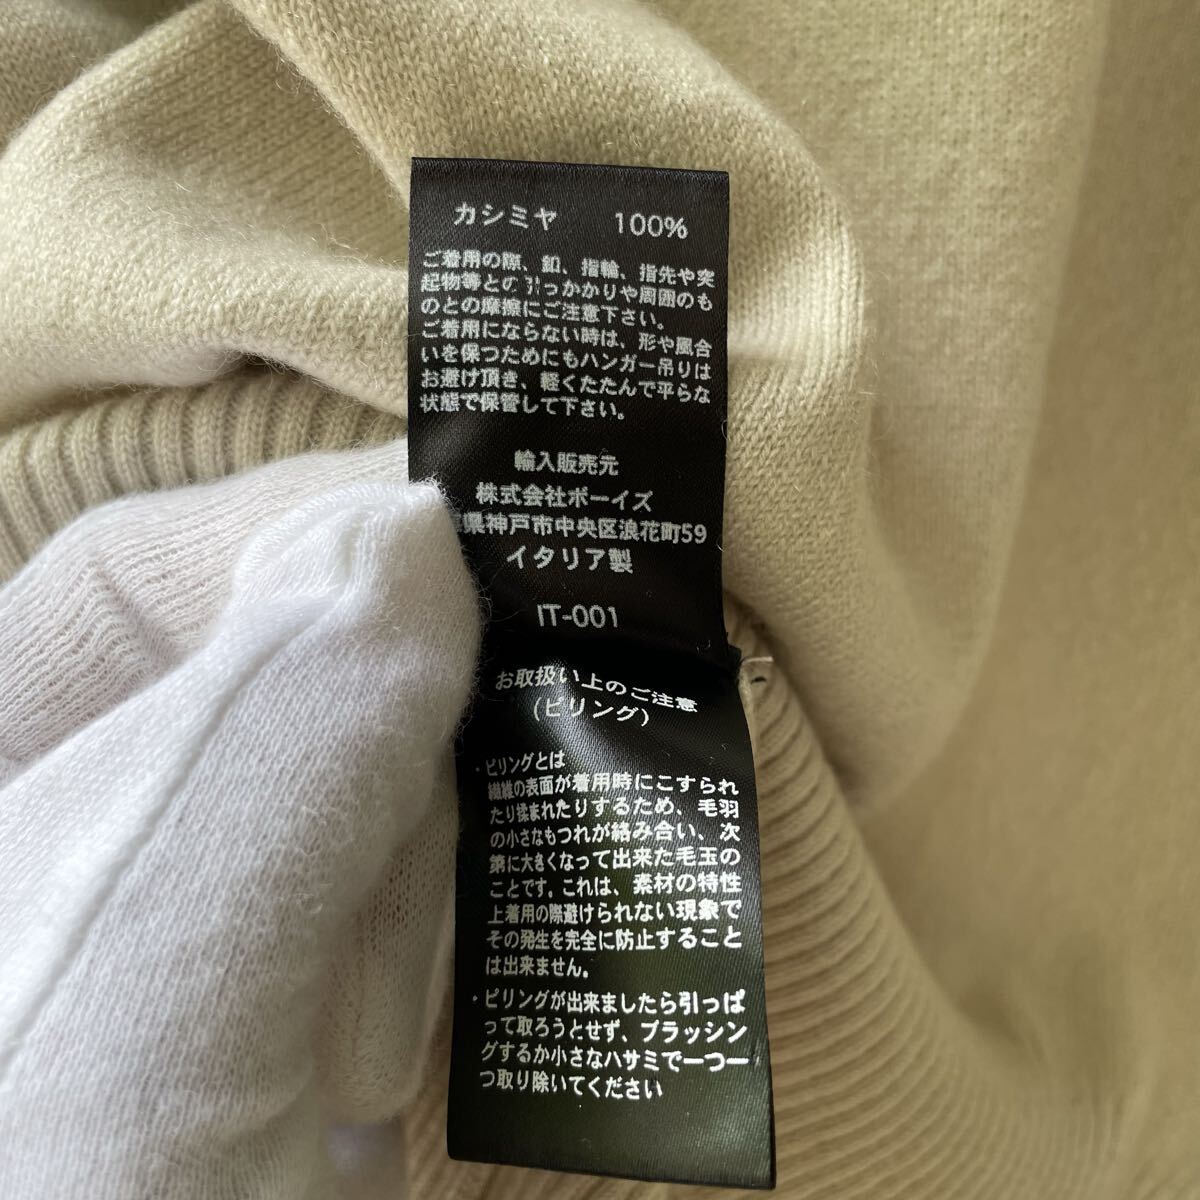 カシミヤ 100%
ご着用の際、釦、指輪、指先や突
起物等との引っかかりや周囲のも
のとの摩擦にご注意下さい。
ご着用にならない時は、形や風合
いを保つためにもハンガー吊りは
お避け頂き、軽くたたんで平らな
状態で保管して下さい。
輸入販売元
株式会社ボーイズ
県神戸市中央区浪花町59
イタリア製
IT-001
お取扱い上のご注意
(ピリング)
・ピリングとは
繊維の表面が着用時にこすられ
たり揉まれたりするため、毛羽
の小さなもつれが絡み合い、次
第に大きくなって出来た毛玉の
ことです。これは、素材の特性
上着用の際避けられない現象で
その発生を完全に防止すること
は出来ません。
・ピリングが出来ましたら引っぱ
って取ろうとせず、ブラッシン
グするか小さなハサミで一つ一
つ取り除いてください